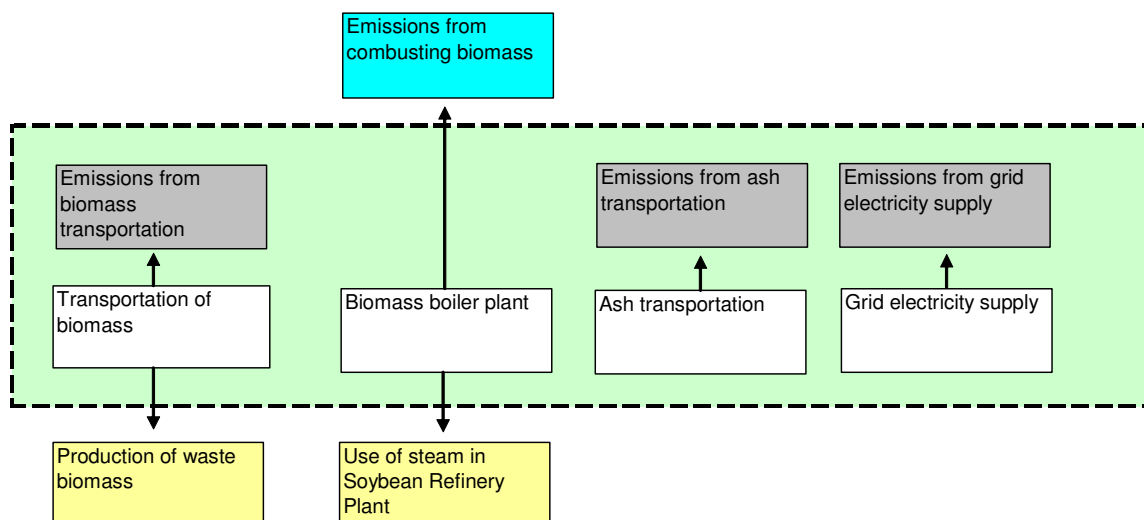 Emissions from
combusting biomass
Emissions from
biomass
transportation
Emissions from ash
transportation
Emissions from grid
electricity supply
Transportation of
biomass
Biomass boiler plant
Ash transportation
Grid electricity supply
Production of waste
biomass
Use of steam in
Soybean Refinery
Plant